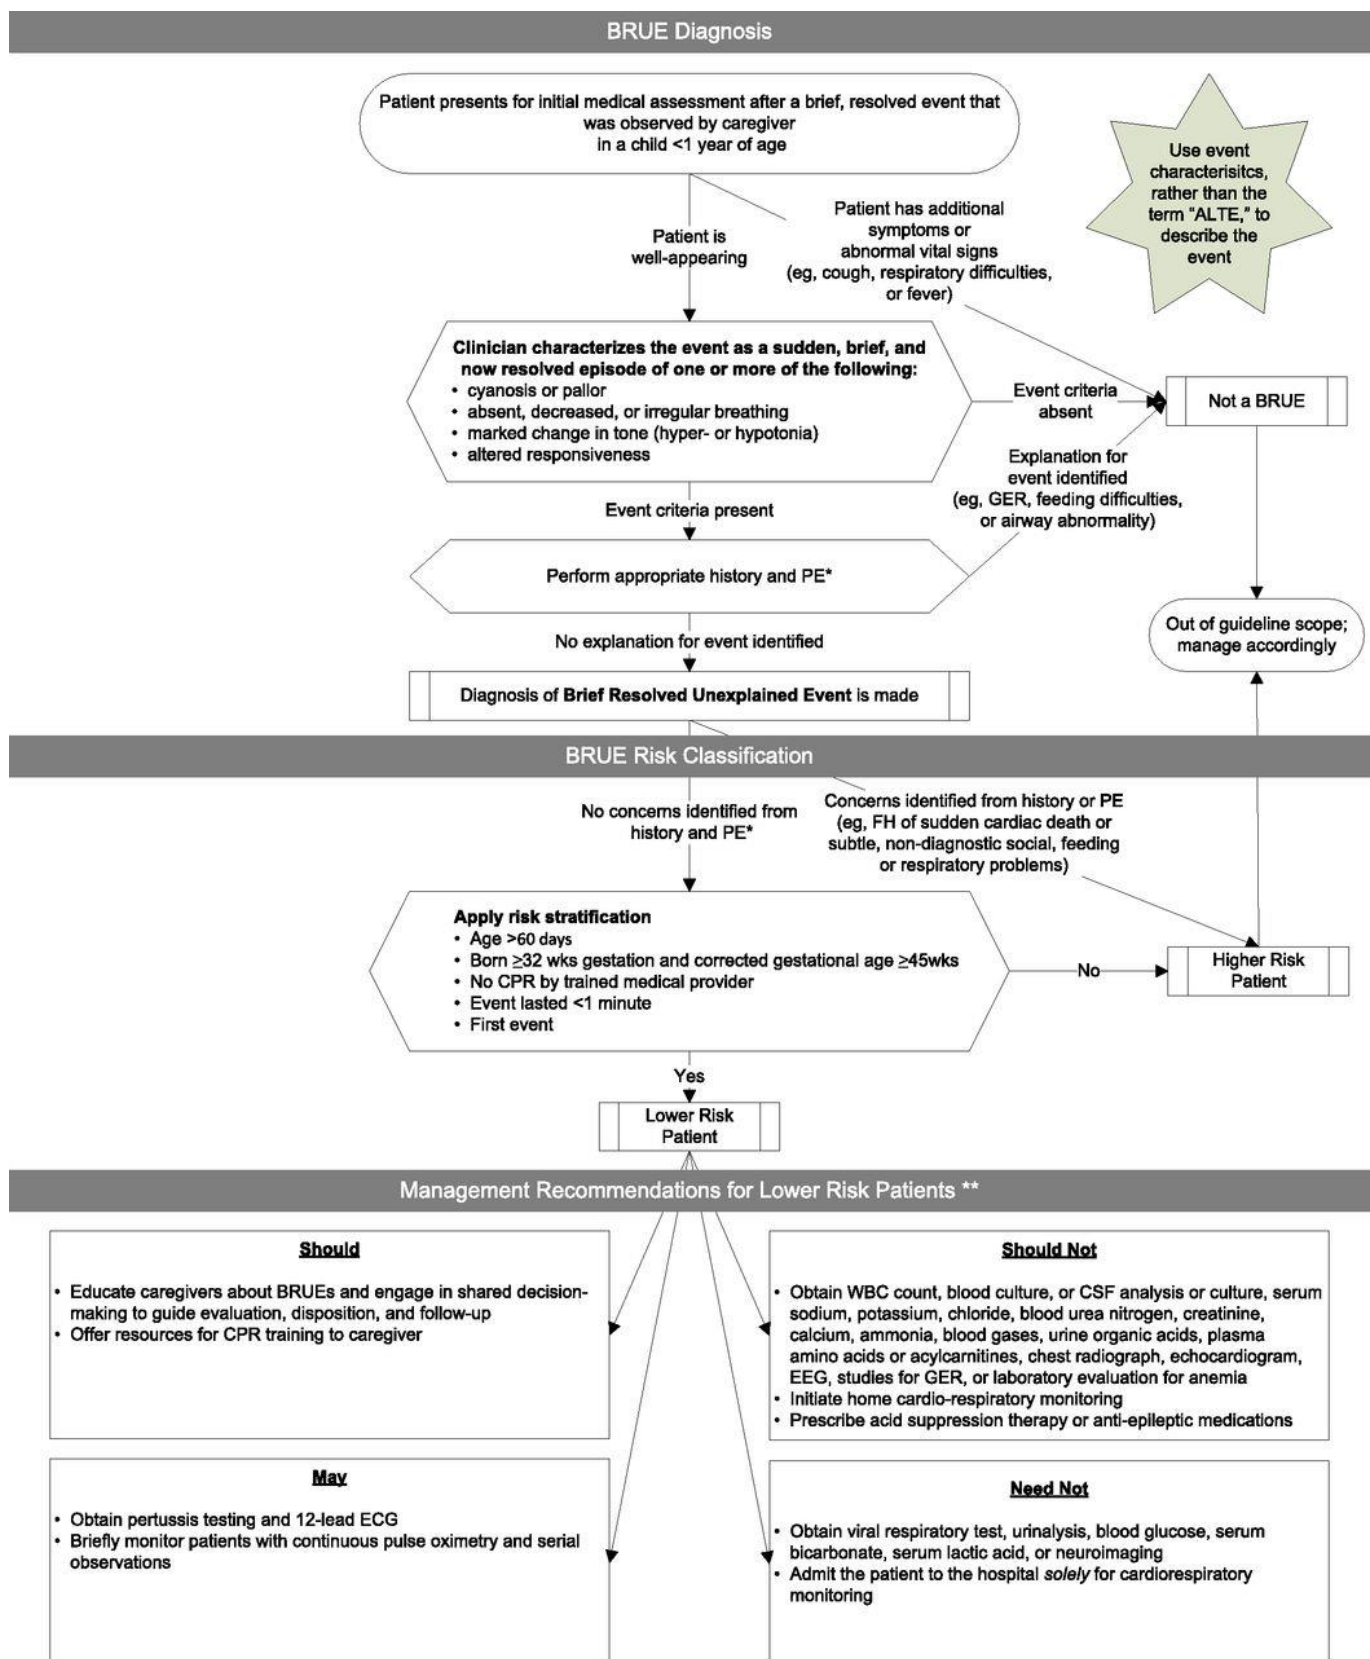 BRUE Diagnosis
Patient presents for initial medical assessment after a brief, resolved event that
was observed by caregiver
in a child <1 year of age
Use event
characterisitcs,
rather than the
term "ALTE," to
describe the
event
Patient is
well-appearing
Patient has additional
symptoms or
abnormal vital signs
(eg, cough, respiratory difficulties,
or fever)
Clinician characterizes the event as a sudden, brief, and
now resolved episode of one or more of the following:
• cyanosis or pallor
• absent, decreased, or irregular breathing
• marked change in tone (hyper- or hypotonia)
• altered responsiveness
Event criteria
absent
Not a BRUE
Explanation for
event identified
(eg, GER, feeding difficulties,
or airway abnormality)
Event criteria present
Perform appropriate history and PE*
Out of guideline scope;
manage accordingly
No explanation for event identified
Diagnosis of Brief Resolved Unexplained Event is made
BRUE Risk Classification
No concerns identified from
history and PE*
Concerns identified from history or PE
(eg, FH of sudden cardiac death or
subtle, non-diagnostic social, feeding
or respiratory problems)
Apply risk stratification
• Age >60 days
• Born ≥32 wks gestation and corrected gestational age ≥45wks
• No CPR by trained medical provider
• Event lasted <1 minute
• First event
No
Higher Risk
Patient
Yes
Lower Risk
Patient
Management Recommendations for Lower Risk Patients **
Should
• Educate caregivers about BRUEs and engage in shared decision-
making to guide evaluation, disposition, and follow-up
• Offer resources for CPR training to caregiver
Should Not
• Obtain WBC count, blood culture, or CSF analysis or culture, serum
sodium, potassium, chloride, blood urea nitrogen, creatinine,
calcium, ammonia, blood gases, urine organic acids, plasma
amino acids or acylcarnitines, chest radiograph, echocardiogram,
EEG, studies for GER, or laboratory evaluation for anemia
• Initiate home cardio-respiratory monitoring
• Prescribe acid suppression therapy or anti-epileptic medications
May
• Obtain pertussis testing and 12-lead ECG
• Briefly monitor patients with continuous pulse oximetry and serial
observations
Need Not
• Obtain viral respiratory test, urinalysis, blood glucose, serum
bicarbonate, serum lactic acid, or neuroimaging
• Admit the patient to the hospital solely for cardiorespiratory
monitoring